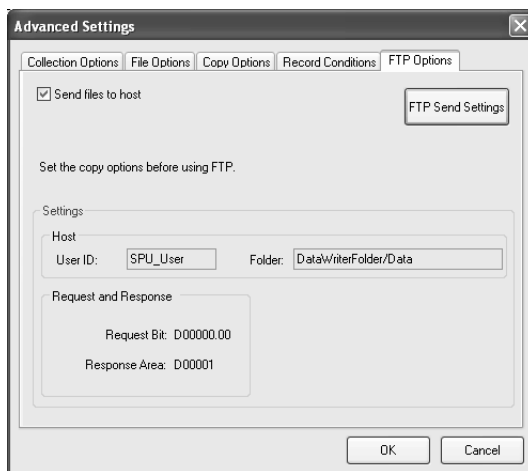 Advanced Settings
Collection Options File Options Copy Options Record Conditions FTP Options
Send files to host
FTP Send Settings
Set the copy options before using FTP.
Settings
Host
User ID: SPU_User Folder: DataWriterFolder/Data
Request and Response
Request Bit: D00000.00
Response Area: D00001
OK Cancel